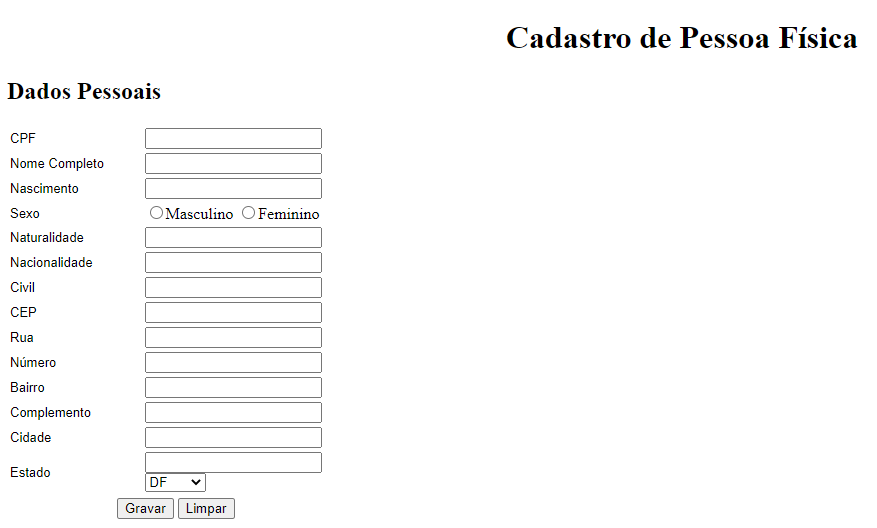 Cadastro de Pessoa Física
Dados Pessoais
CPF
Nome Completo
Nascimento
Sexo Masculino Feminino
Naturalidade
Nacionalidade
Civil
CEP
Rua
Número
Bairro
Complemento
Cidade
Estado
DF
Gravar Limpar